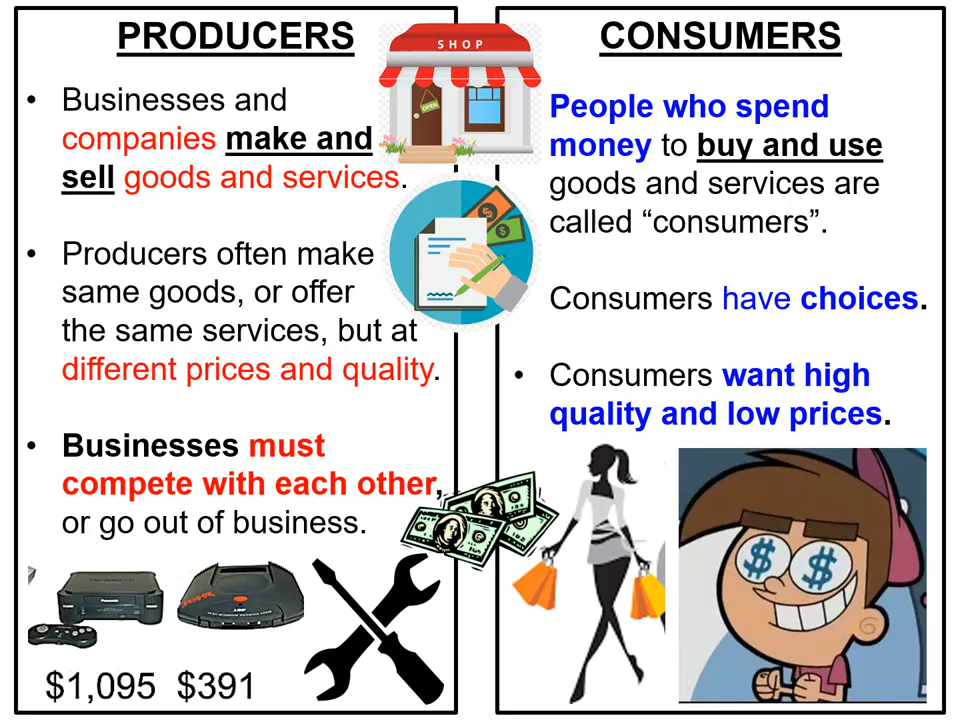 PRODUCERS
• Businesses and
companies make and
sell goods and services.
• Producers often make
same goods, or offer
the same services, but at
different prices and quality.
• Businesses must
compete with each other,
or go out of business.
$1,095 $391
SHOP
OPEN
CONSUMERS
People who spend
money to buy and use
goods and services are
called “consumers”.
Consumers have choices.
• Consumers want high
quality and low prices.
$ $
$ $